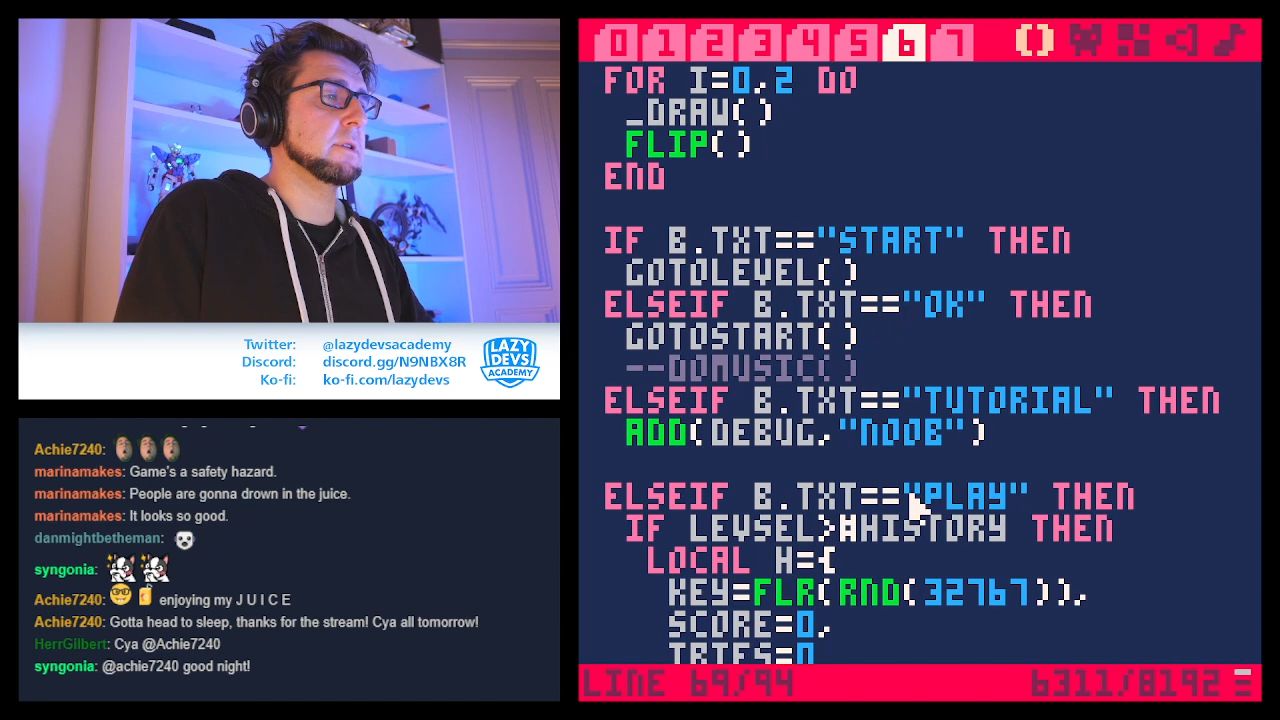 Twitter: @lazydevsacademy
Discord: discord.gg/N9NBX8R
Ko-fi: ko-fi.com/lazydevs
LAZY
DEVS
ACADEMY
Achie7240:
marinamakes: Game's a safety hazard.
marinamakes: People are gonna drown in the juice.
marinamakes: It looks so good.
danmightbetheman:
syngonia:
Achie7240: enjoying my J U I C E
Achie7240: Gotta head to sleep, thanks for the stream! Cya all tomorrow!
HerrGIlbert: Cya @Achie7240
syngonia: @achie7240 good night!
0 1 2 3 4 5 6 7 ()
FOR I=0,2 DO
_DRAW()
FLIP()
END
IF B.TXT=="START" THEN
GOTOLEVEL()
ELSEIF B.TXT=="OK" THEN
GOTOSTART()
--DOMUSIC()
ELSEIF B.TXT=="TUTORIAL" THEN
ADD(DEBUG,"NOOB")
ELSEIF B.TXT=="PLAY" THEN
IF LEVSEL>#HISTORY THEN
LOCAL H={
KEY=FLR(RND(32767)),
SCORE=0,
TRIES=0
LINE 69/94 6311/8192